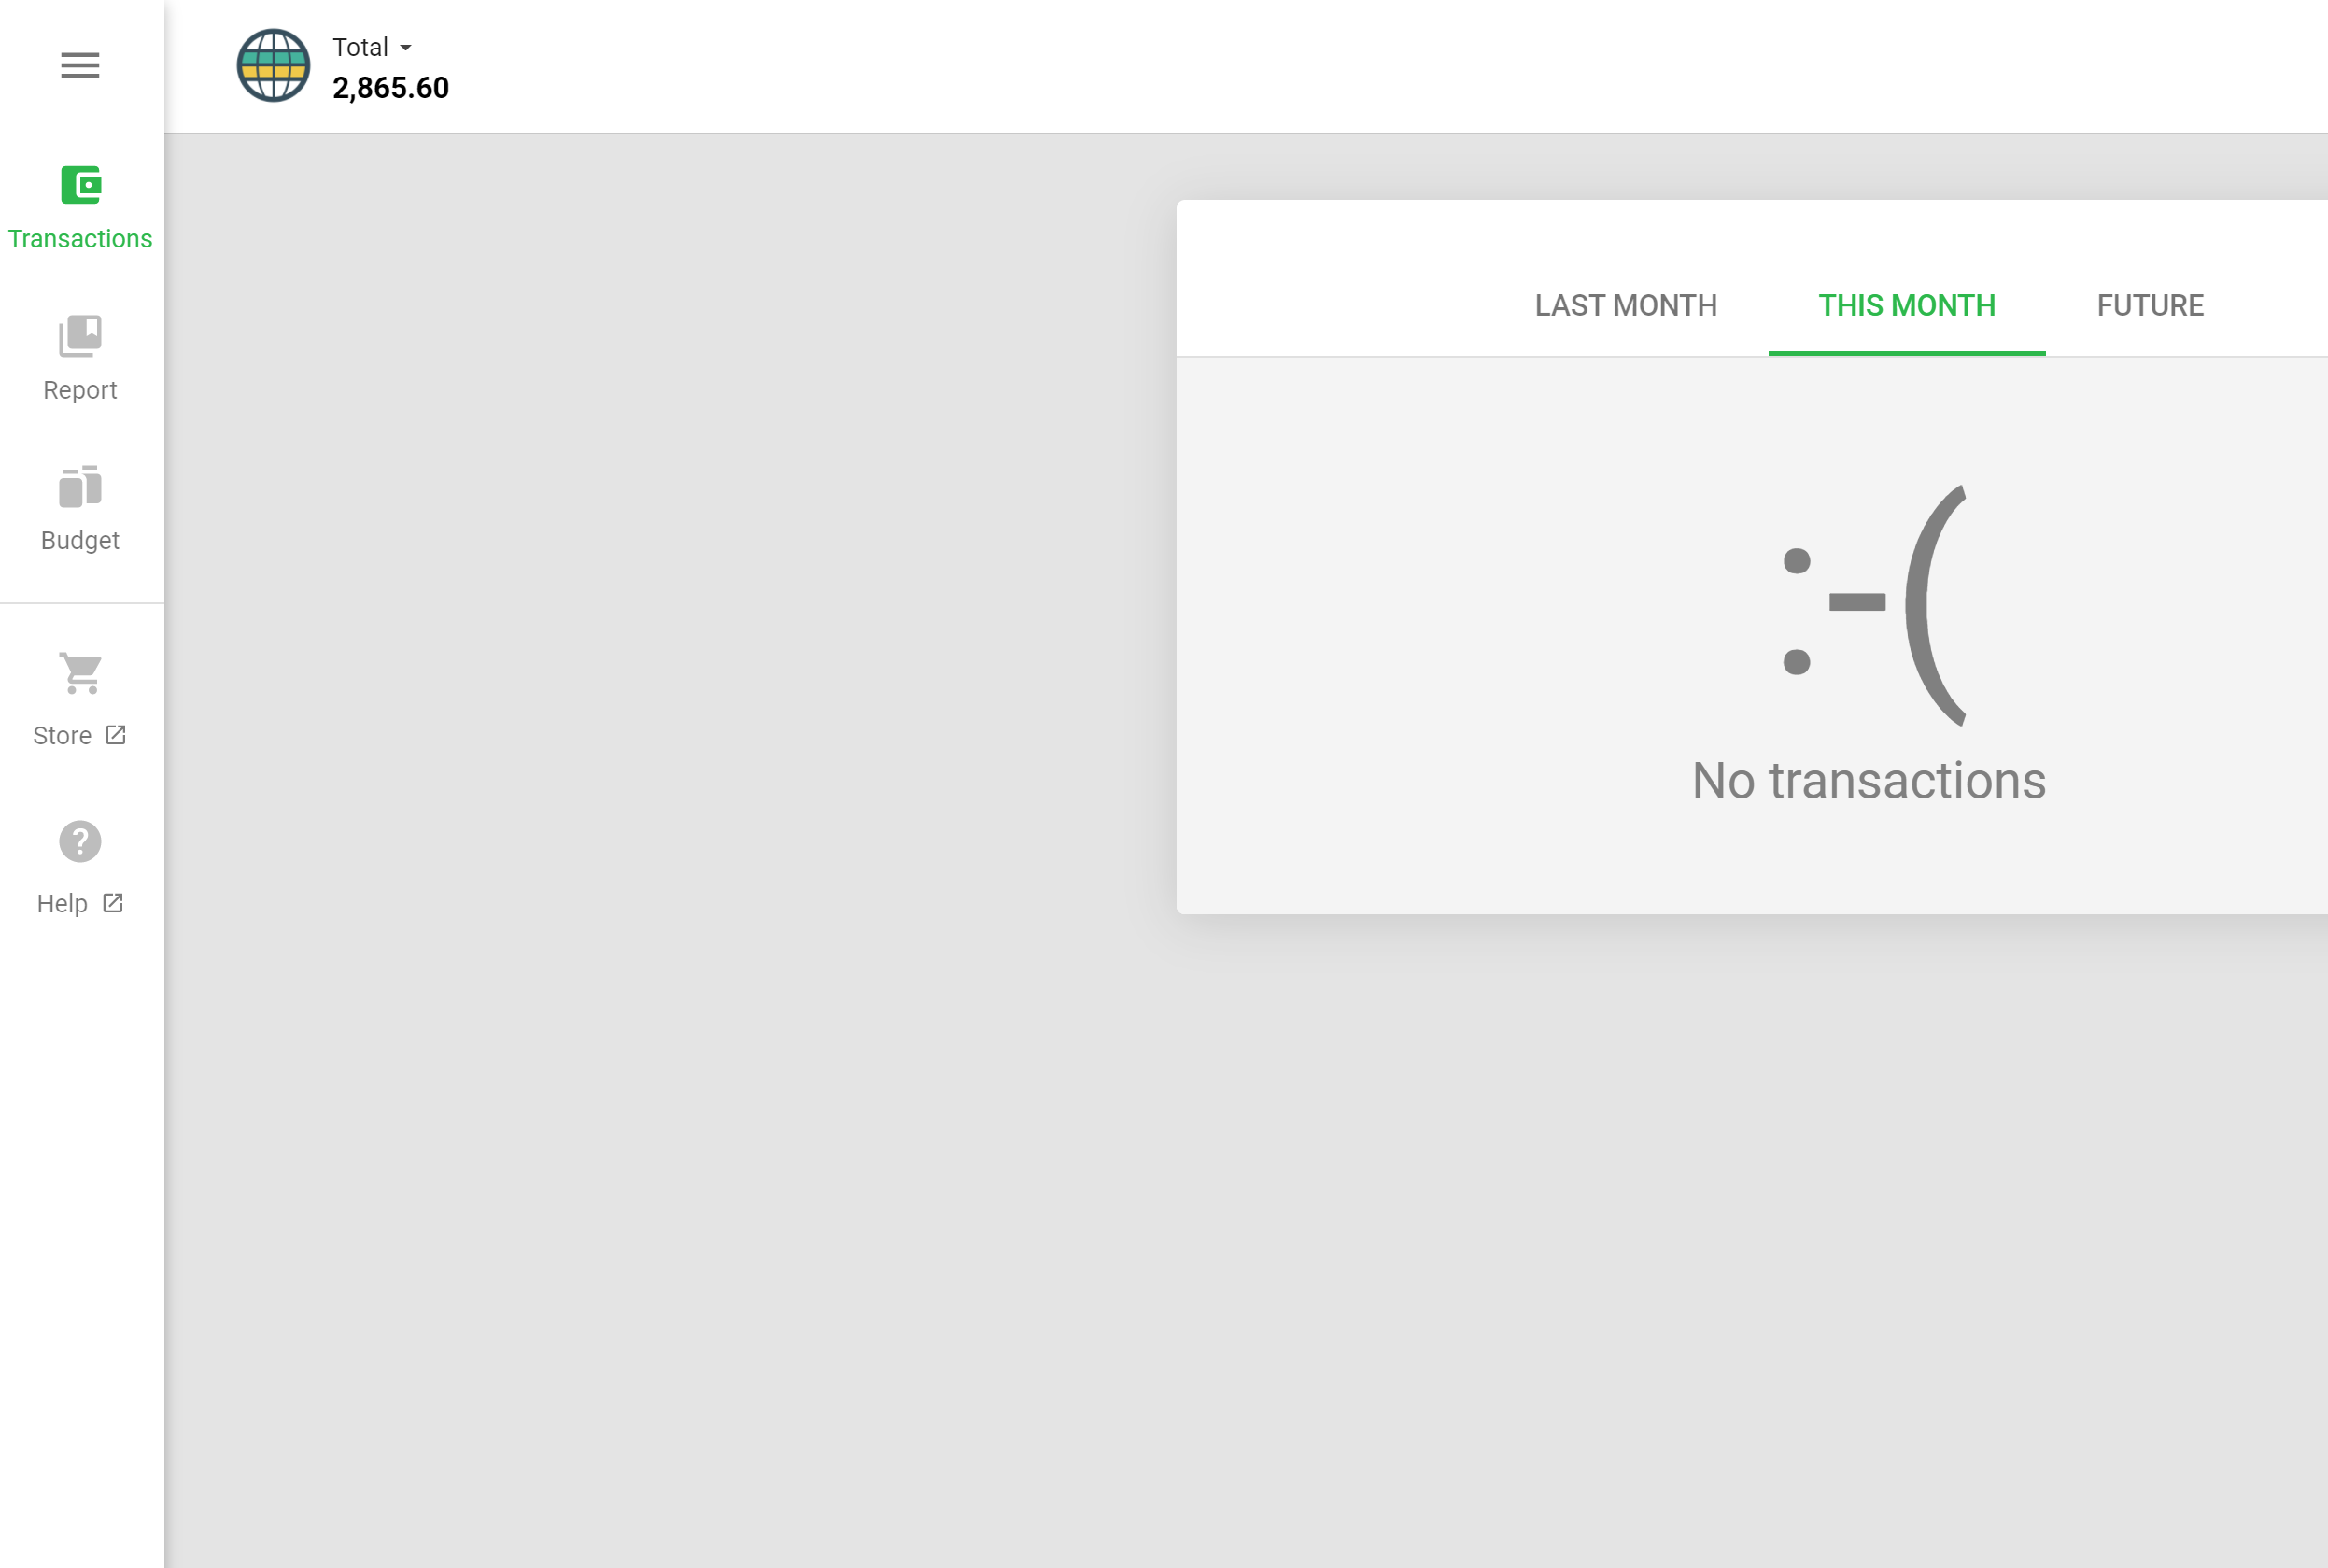 Total
2,865.60
Transactions
Report
Budget
Store
Help
LAST MONTH
THIS MONTH
FUTURE
:-(
No transactions